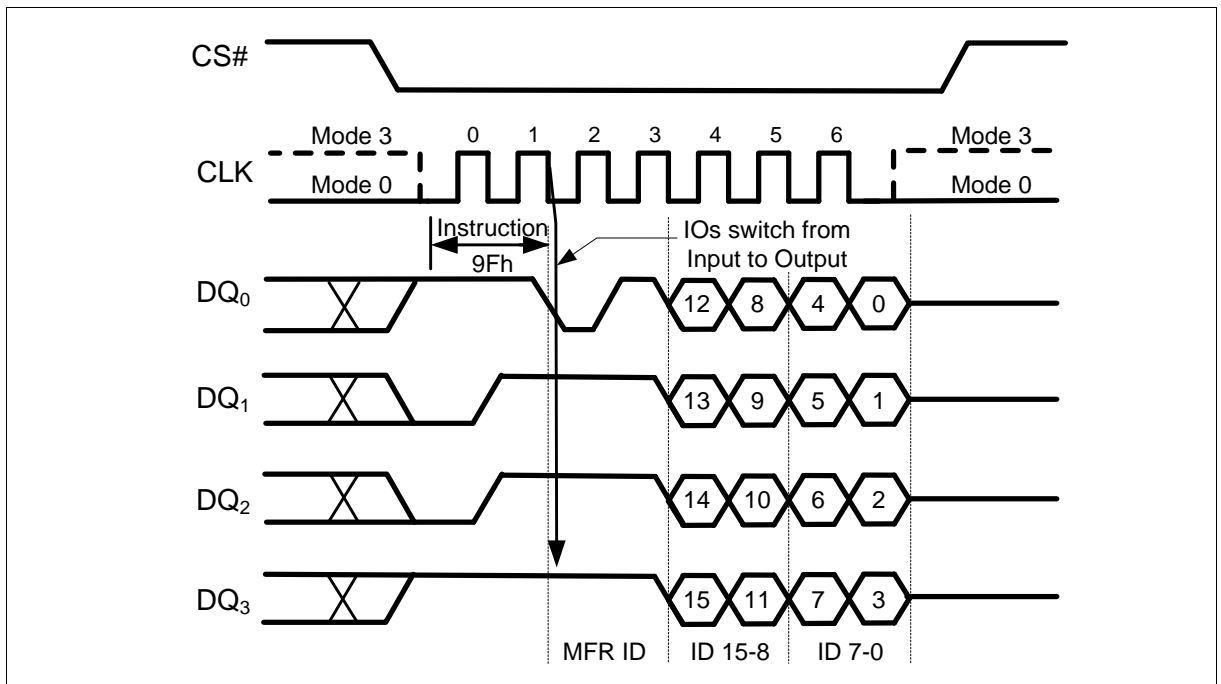 CS#
Mode 3 0 1 2 3 4 5 6 Mode 3
CLK
Mode 0 Mode 0
Instruction IOs switch from
9Fh Input to Output
DQ0 12 8 4 0
DQ1 13 9 5 1
DQ2 14 10 6 2
DQ3 15 11 7 3
MFR ID ID 15-8 ID 7-0